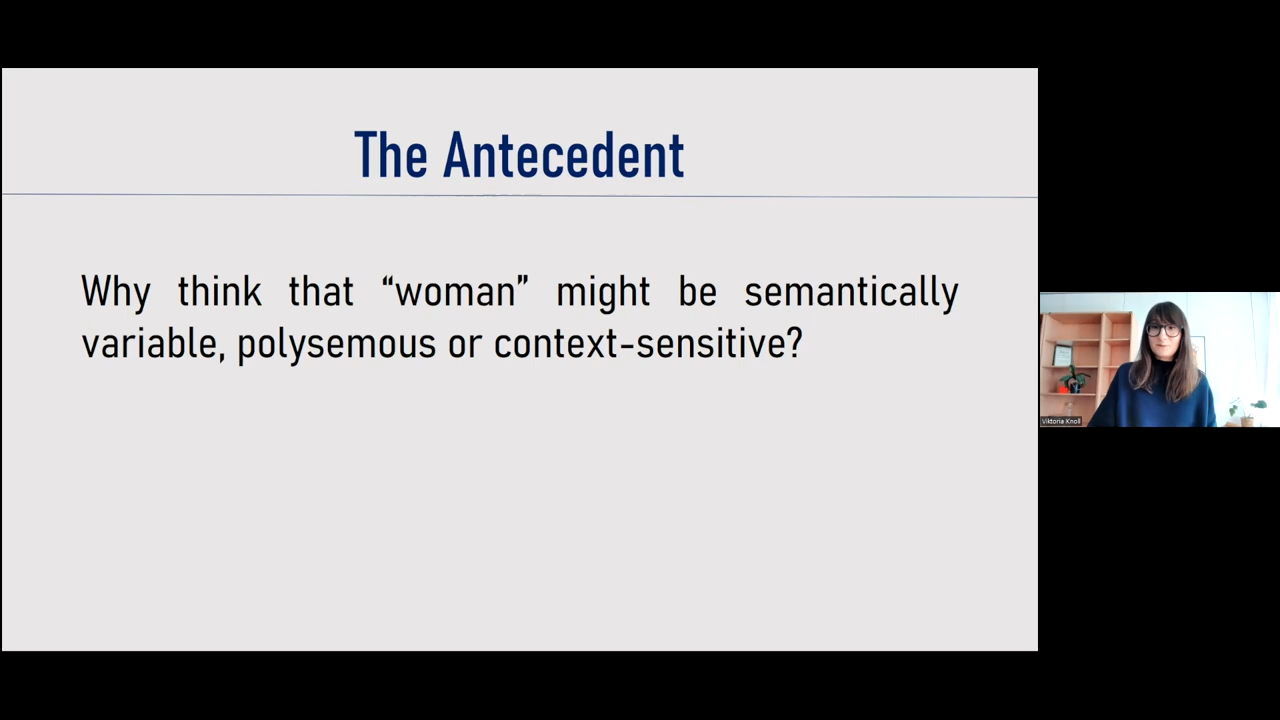 The Antecedent
Why think that “woman” might be semantically
variable, polysemous or context-sensitive?
Viktoria Knoll